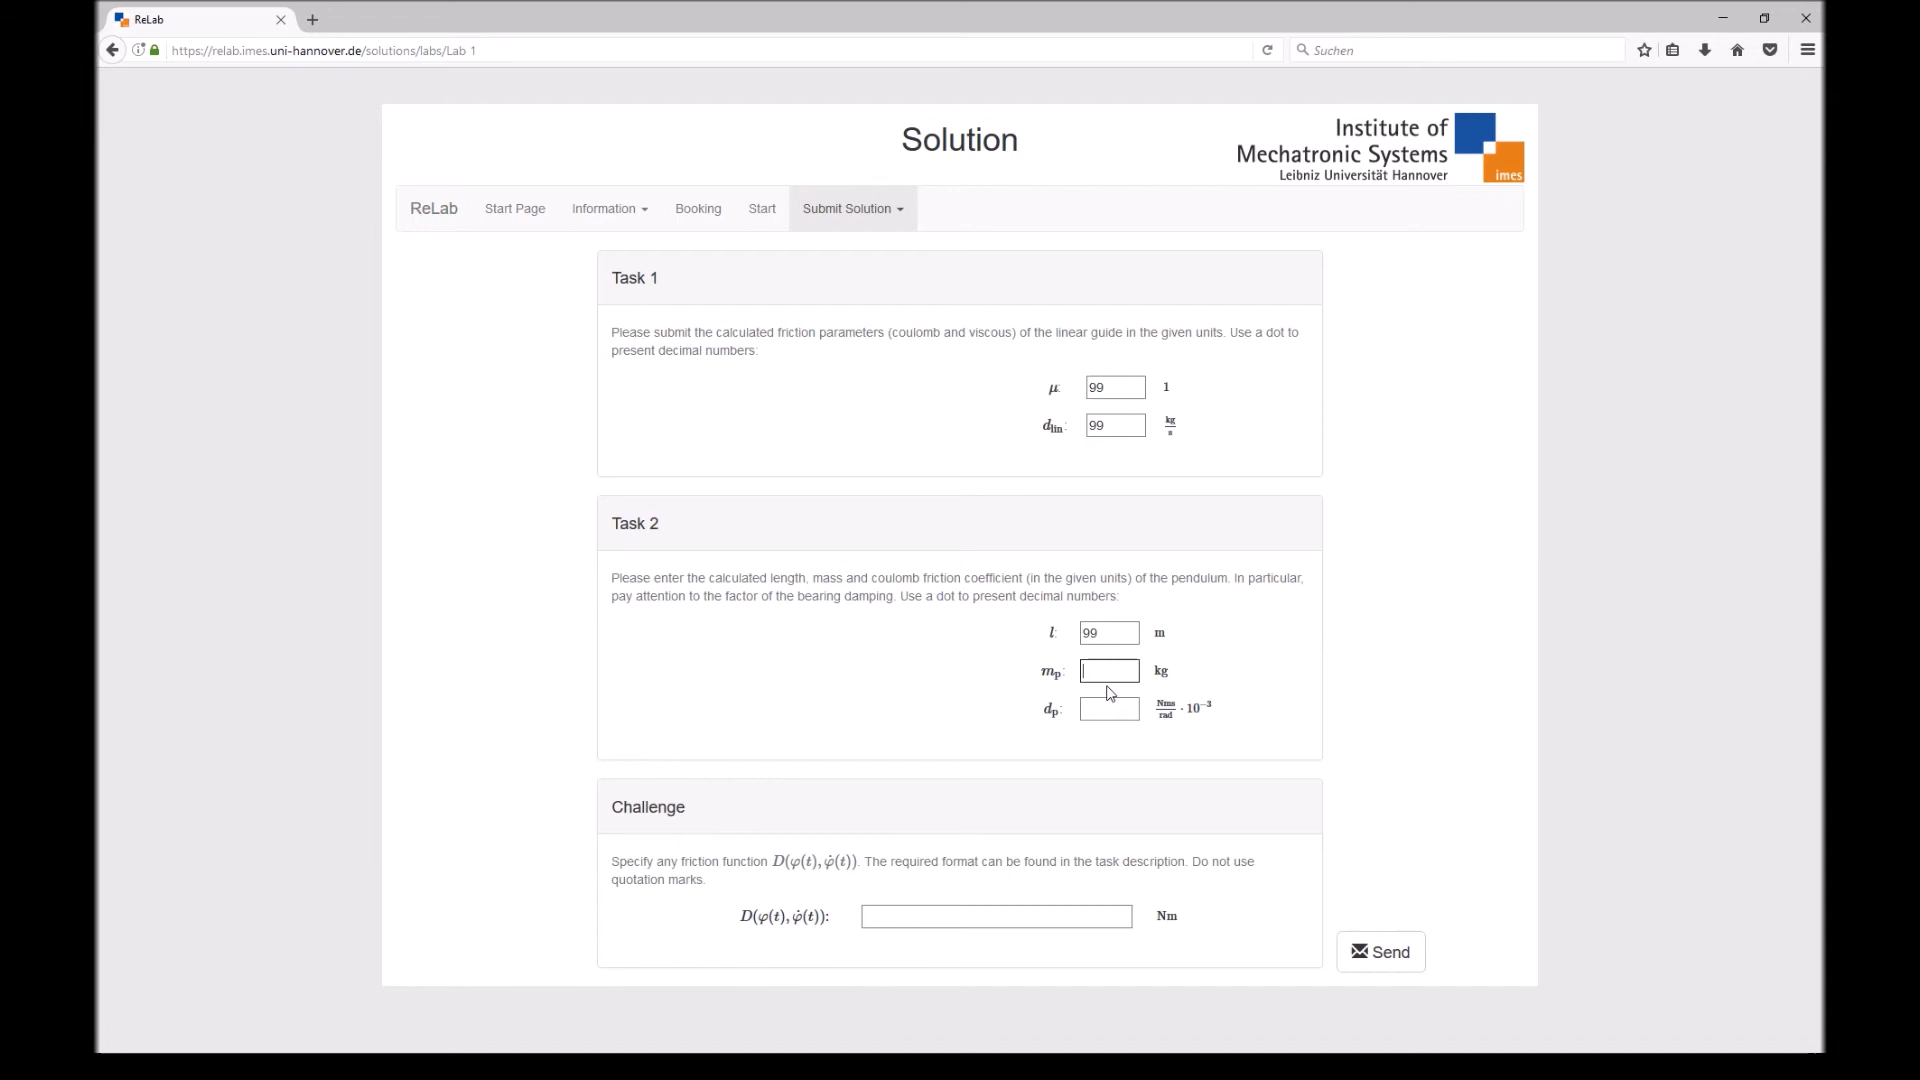 ReLab
https://relab.imes.uni-hannover.de/solutions/labs/Lab 1
Suchen
Solution
Institute of
Mechatronic Systems
Leibniz Universität Hannover
imes
ReLab Start Page Information Booking Start Submit Solution
Task 1
Please submit the calculated friction parameters (coulomb and viscous) of the linear guide in the given units. Use a dot to
present decimal numbers:
μ: 99 1
d_lin: 99 kg/s
Task 2
Please enter the calculated length, mass and coulomb friction coefficient (in the given units) of the pendulum. In particular,
pay attention to the factor of the bearing damping. Use a dot to present decimal numbers:
l: 99 m
m_p: kg
d_p: Nms/rad · 10⁻³
Challenge
Specify any friction function D(φ(t), φ̇(t)). The required format can be found in the task description. Do not use
quotation marks.
D(φ(t), φ̇(t)): Nm
Send